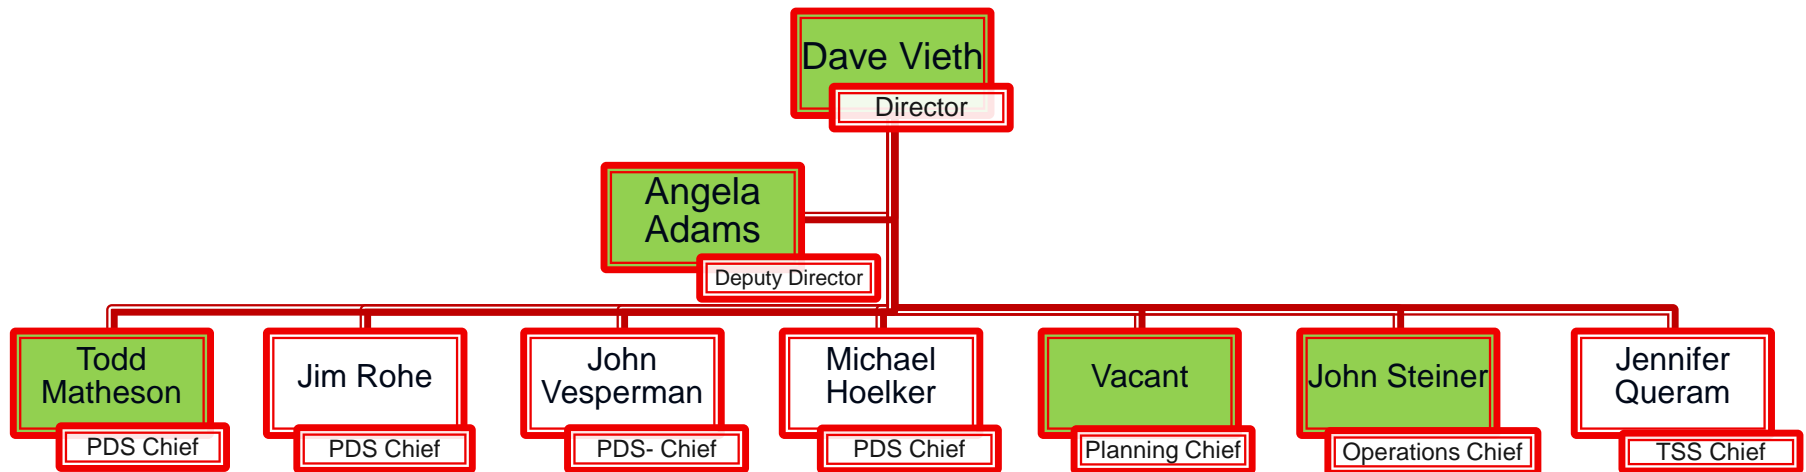 Dave Vieth
Director
Angela
Adams
Deputy Director
Todd
Matheson
PDS Chief
Jim Rohe
PDS Chief
John
Vesperman
PDS- Chief
Michael
Hoelker
PDS Chief
Vacant
Planning Chief
John Steiner
Operations Chief
Jennifer
Queram
TSS Chief